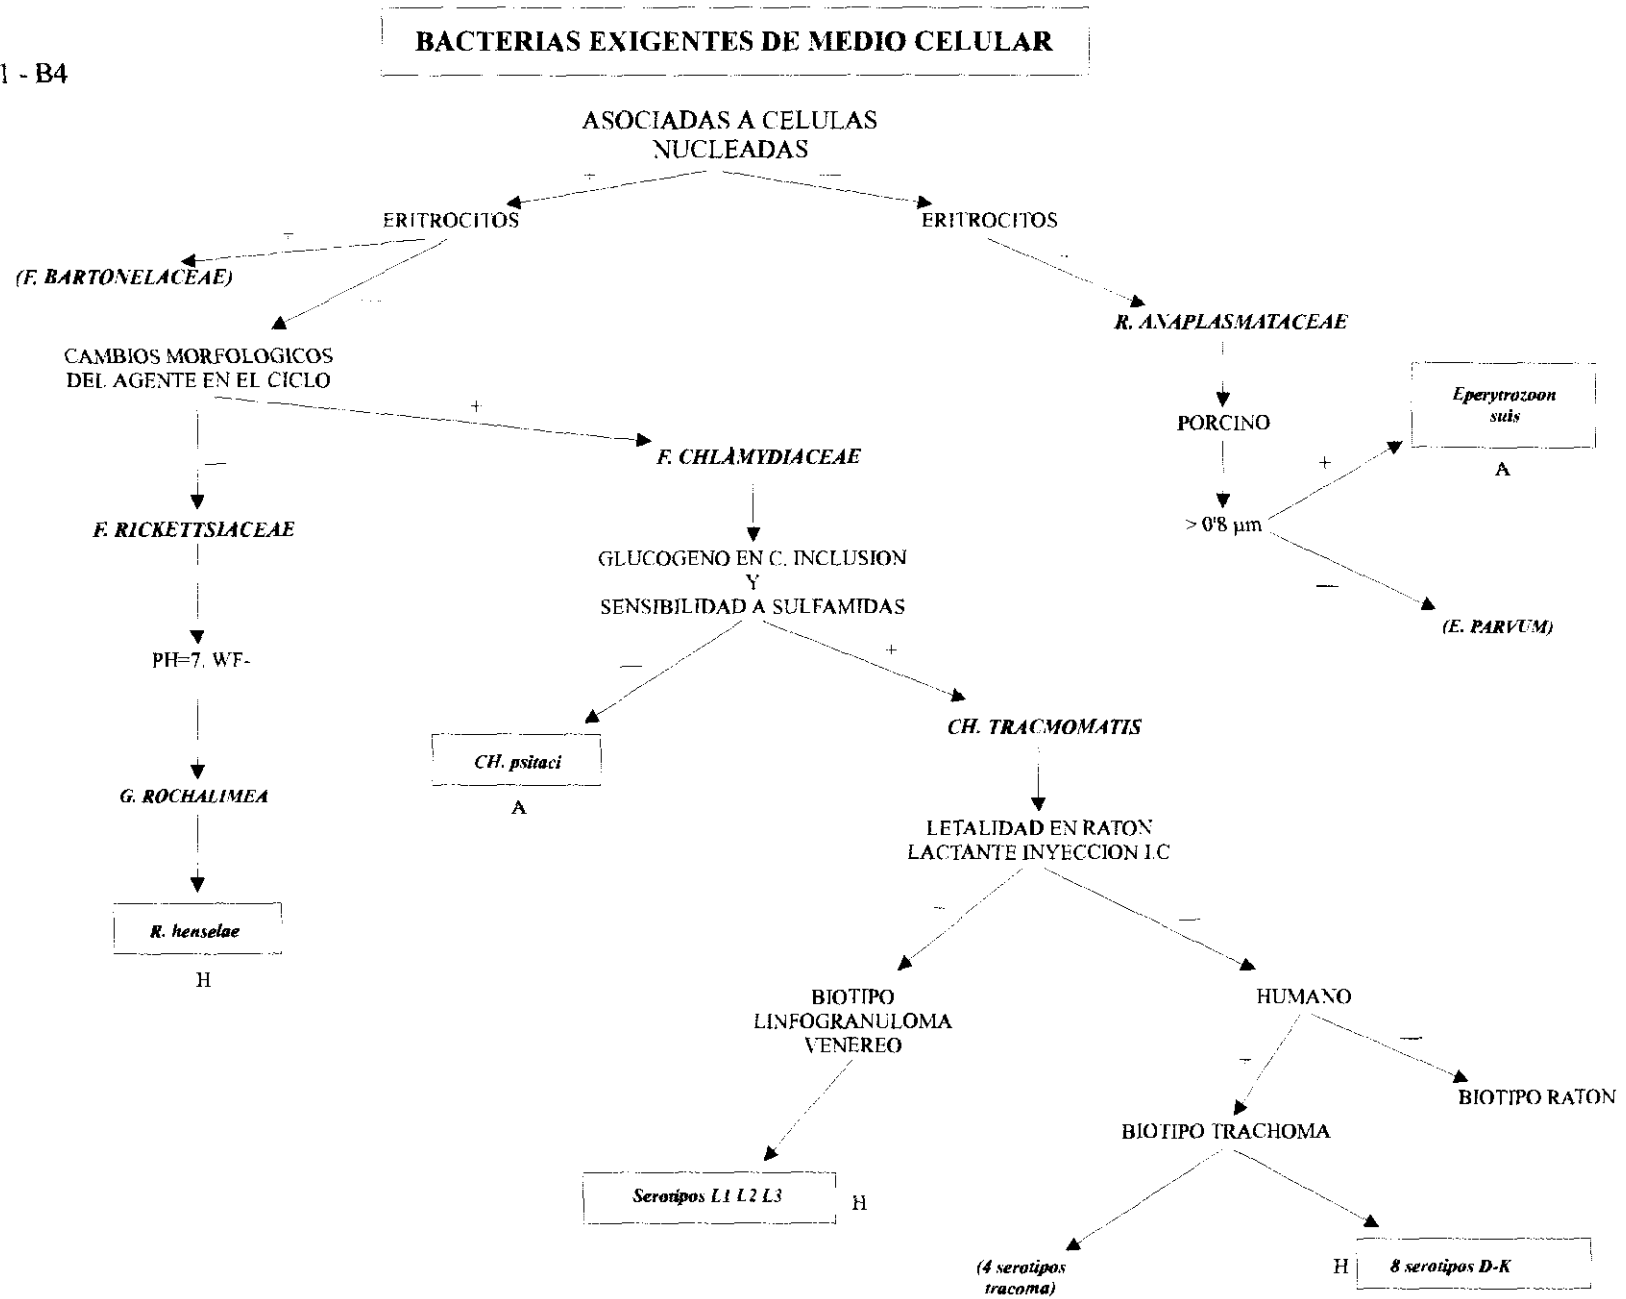 BACTERIAS EXIGENTES DE MEDIO CELULAR
1 - B4
ASOCIADAS A CELULAS
NUCLEADAS
+
—
ERITROCITOS
ERITROCITOS
+
(F. BARTONELACEAE)
—
R. ANAPLASMATACEAE
CAMBIOS MORFOLOGICOS
DEL AGENTE EN EL CICLO
+
—
PORCINO
Eperytrozoon
suis
A
F. CHLAMYDIACEAE
+
F. RICKETTSIACEAE
> 0'8 µm
—
GLUCOGENO EN C. INCLUSION
Y
SENSIBILIDAD A SULFAMIDAS
(E. PARVUM)
PH=7, WF-
—
+
CH. TRACMOMATIS
CH. psitaci
A
G. ROCHALIMEA
LETALIDAD EN RATON
LACTANTE INYECCION I.C
R. henselae
H
—
—
BIOTIPO
LINFOGRANULOMA
VENEREO
HUMANO
+
—
BIOTIPO RATON
BIOTIPO TRACHOMA
Serotipos L1 L2 L3
H
(4 serotipos
tracoma)
H
8 serotipos D-K